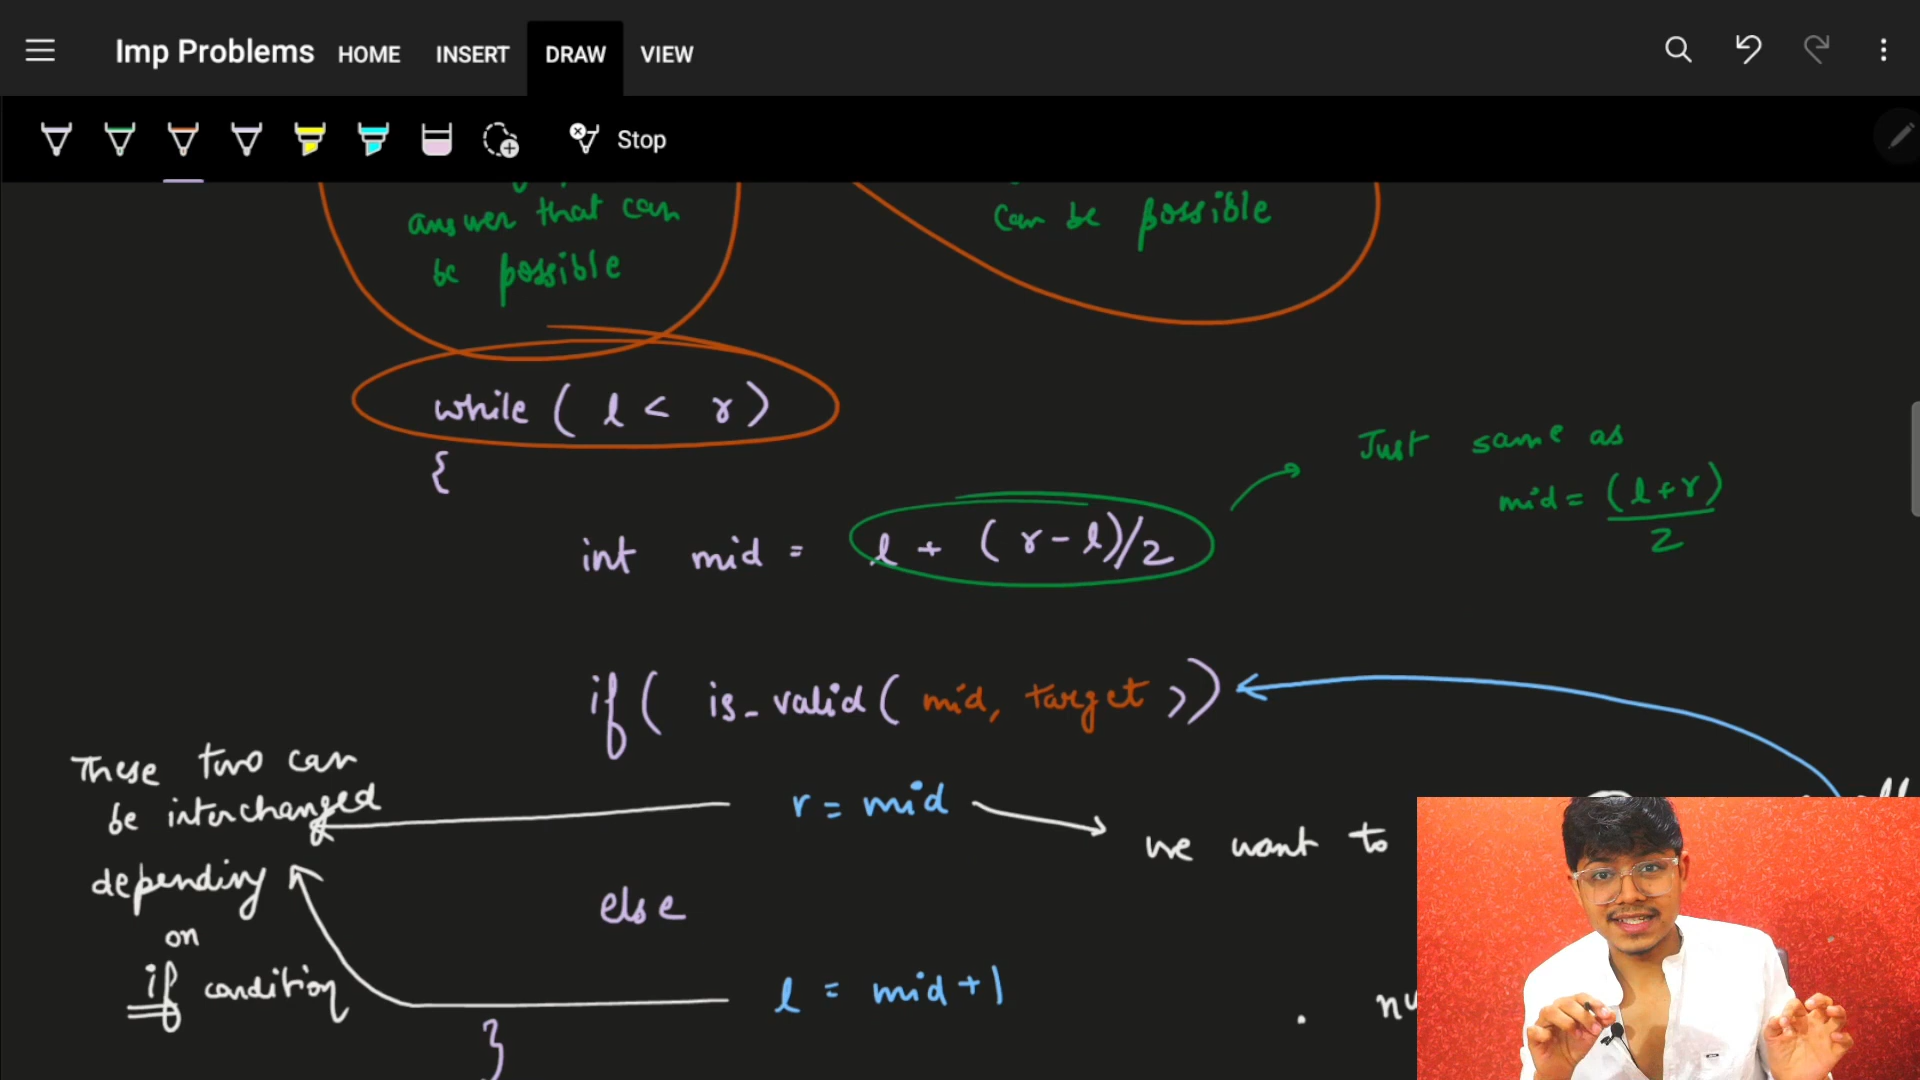 Imp Problems HOME INSERT DRAW VIEW
Stop
answer that can
be possible
can be possible
while ( l < r )
{
Just same as
mid = (l+r)
2
int mid = l + ( r - l)/2
if ( is_valid ( mid, target ))
These two can
be interchanged
depending
on
if condition
r = mid
we want to
else
l = mid + 1
}